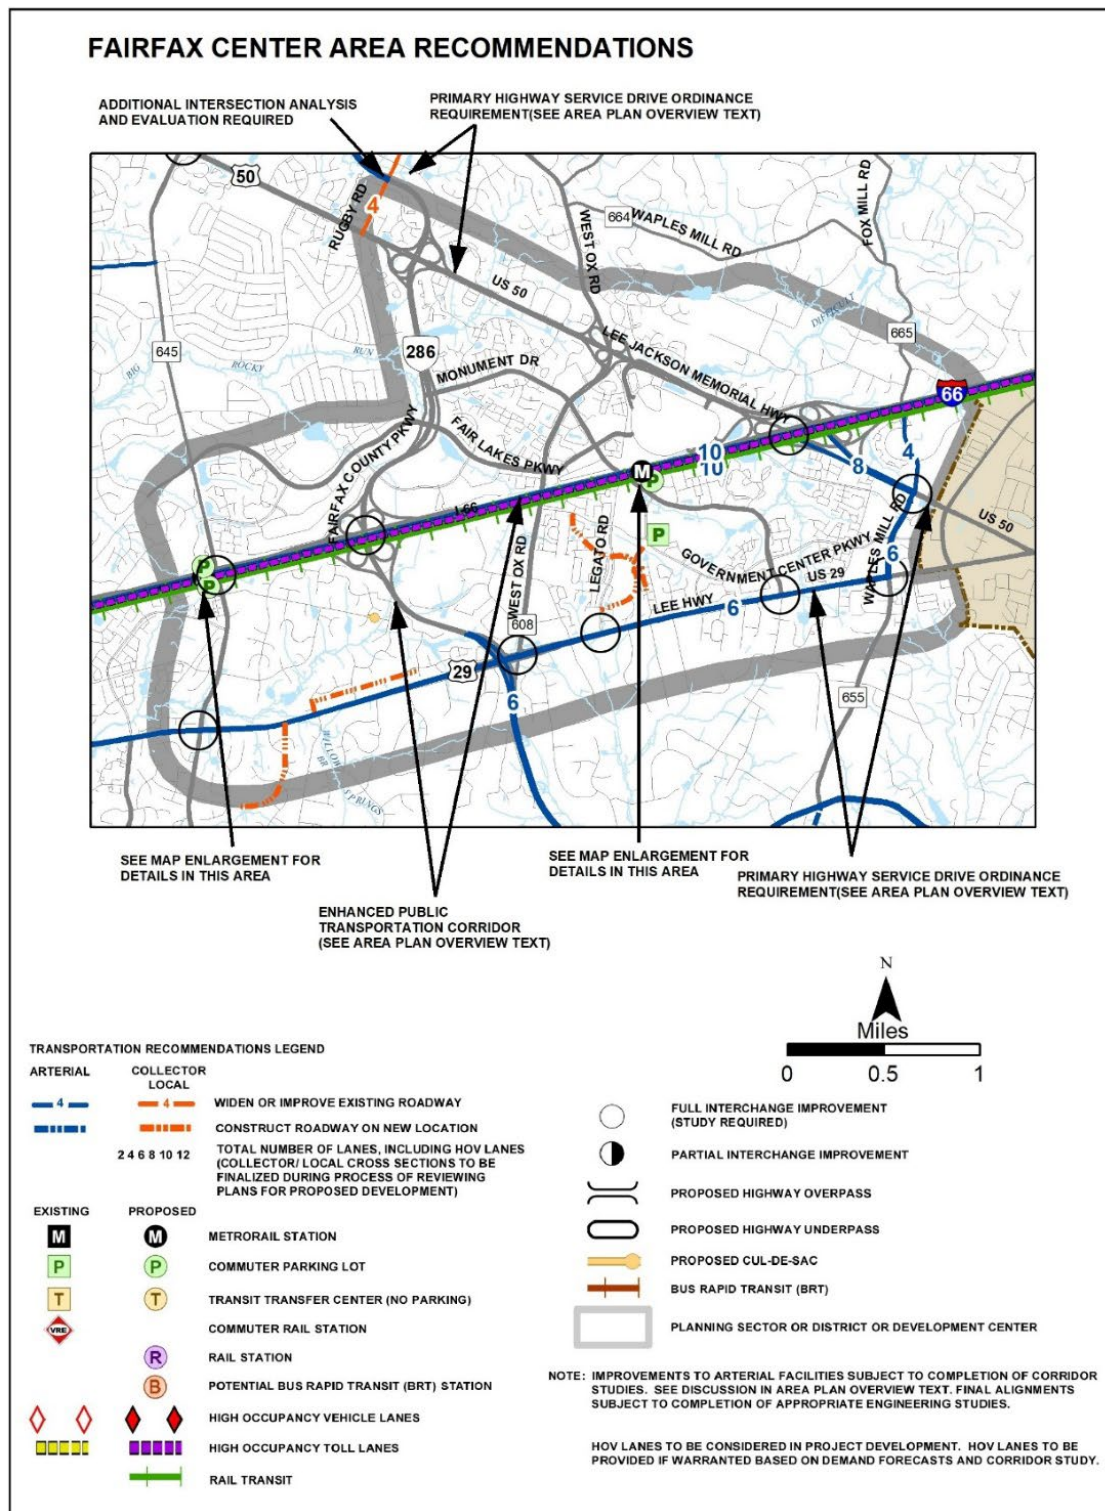 FAIRFAX CENTER AREA RECOMMENDATIONS
ADDITIONAL INTERSECTION ANALYSIS
AND EVALUATION REQUIRED
PRIMARY HIGHWAY SERVICE DRIVE ORDINANCE
REQUIREMENT(SEE AREA PLAN OVERVIEW TEXT)
50
RUGBY RD
4
WEST OX RD
664
WAPLES MILL RD
FOX MILL RD
US 50
DIFFICULT
645
BIG
ROCKY
RUN
286
MONUMENT DR
LEE JACKSON MEMORIAL HWY
665
66
FAIRFAX COUNTY PKWY
FAIR LAKES PKWY
10
10
8
4
M
P
I-66
US 50
P
P
WEST OX RD
LEGATO RD
P
GOVERNMENT CENTER PKWY
WAPLES MILL RD
6
US 29
LEE HWY
6
608
29
6
655
WILLOW
SPRINGS
BR
SEE MAP ENLARGEMENT FOR
DETAILS IN THIS AREA
SEE MAP ENLARGEMENT FOR
DETAILS IN THIS AREA
PRIMARY HIGHWAY SERVICE DRIVE ORDINANCE
REQUIREMENT(SEE AREA PLAN OVERVIEW TEXT)
ENHANCED PUBLIC
TRANSPORTATION CORRIDOR
(SEE AREA PLAN OVERVIEW TEXT)
N
Miles
0 0.5 1
TRANSPORTATION RECOMMENDATIONS LEGEND
ARTERIAL
COLLECTOR
LOCAL
4 4 WIDEN OR IMPROVE EXISTING ROADWAY
CONSTRUCT ROADWAY ON NEW LOCATION
2 4 6 8 10 12 TOTAL NUMBER OF LANES, INCLUDING HOV LANES
(COLLECTOR/ LOCAL CROSS SECTIONS TO BE
FINALIZED DURING PROCESS OF REVIEWING
PLANS FOR PROPOSED DEVELOPMENT)
EXISTING PROPOSED
M M METRORAIL STATION
P P COMMUTER PARKING LOT
T T TRANSIT TRANSFER CENTER (NO PARKING)
VRE COMMUTER RAIL STATION
R RAIL STATION
B POTENTIAL BUS RAPID TRANSIT (BRT) STATION
HIGH OCCUPANCY VEHICLE LANES
HIGH OCCUPANCY TOLL LANES
RAIL TRANSIT
FULL INTERCHANGE IMPROVEMENT
(STUDY REQUIRED)
PARTIAL INTERCHANGE IMPROVEMENT
PROPOSED HIGHWAY OVERPASS
PROPOSED HIGHWAY UNDERPASS
PROPOSED CUL-DE-SAC
BUS RAPID TRANSIT (BRT)
PLANNING SECTOR OR DISTRICT OR DEVELOPMENT CENTER
NOTE: IMPROVEMENTS TO ARTERIAL FACILITIES SUBJECT TO COMPLETION OF CORRIDOR
STUDIES. SEE DISCUSSION IN AREA PLAN OVERVIEW TEXT. FINAL ALIGNMENTS
SUBJECT TO COMPLETION OF APPROPRIATE ENGINEERING STUDIES.
HOV LANES TO BE CONSIDERED IN PROJECT DEVELOPMENT. HOV LANES TO BE
PROVIDED IF WARRANTED BASED ON DEMAND FORECASTS AND CORRIDOR STUDY.